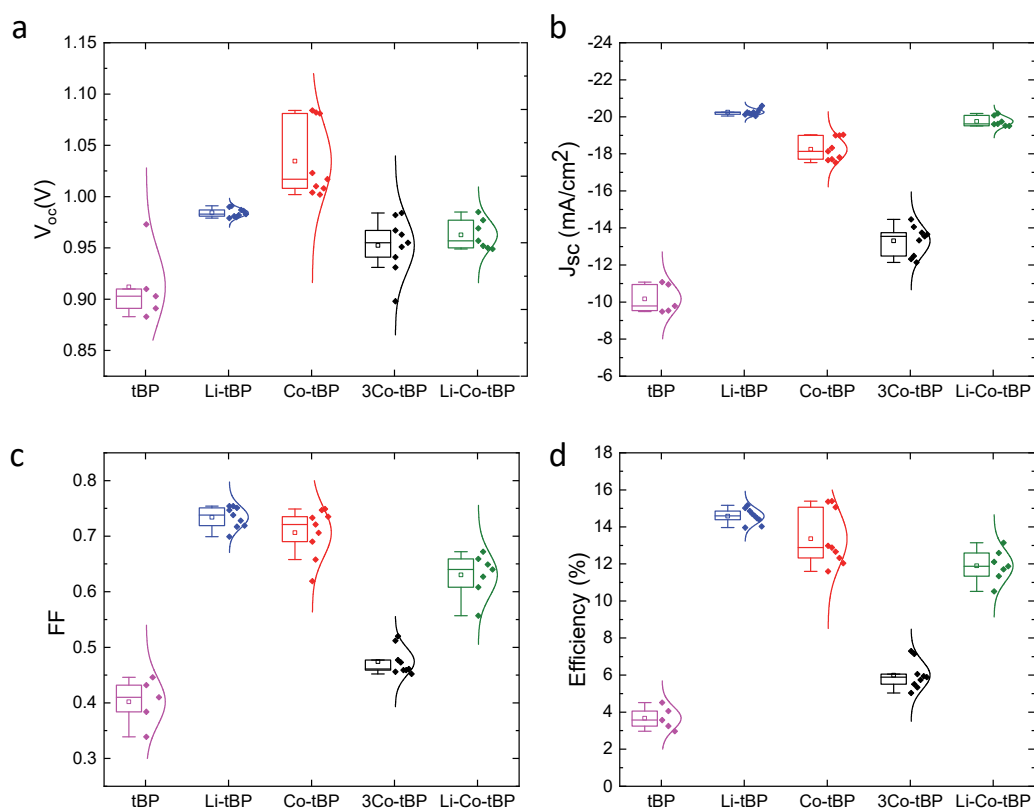 a
1.15
1.10
1.05
1.00
0.95
0.90
0.85
V_oc(V)
tBP Li-tBP Co-tBP 3Co-tBP Li-Co-tBP
b
-24
-22
-20
-18
-16
-14
-12
-10
-8
-6
J_SC (mA/cm²)
tBP Li-tBP Co-tBP 3Co-tBP Li-Co-tBP
c
0.8
0.7
0.6
0.5
0.4
0.3
FF
tBP Li-tBP Co-tBP 3Co-tBP Li-Co-tBP
d
18
16
14
12
10
8
6
4
2
0
Efficiency (%)
tBP Li-tBP Co-tBP 3Co-tBP Li-Co-tBP